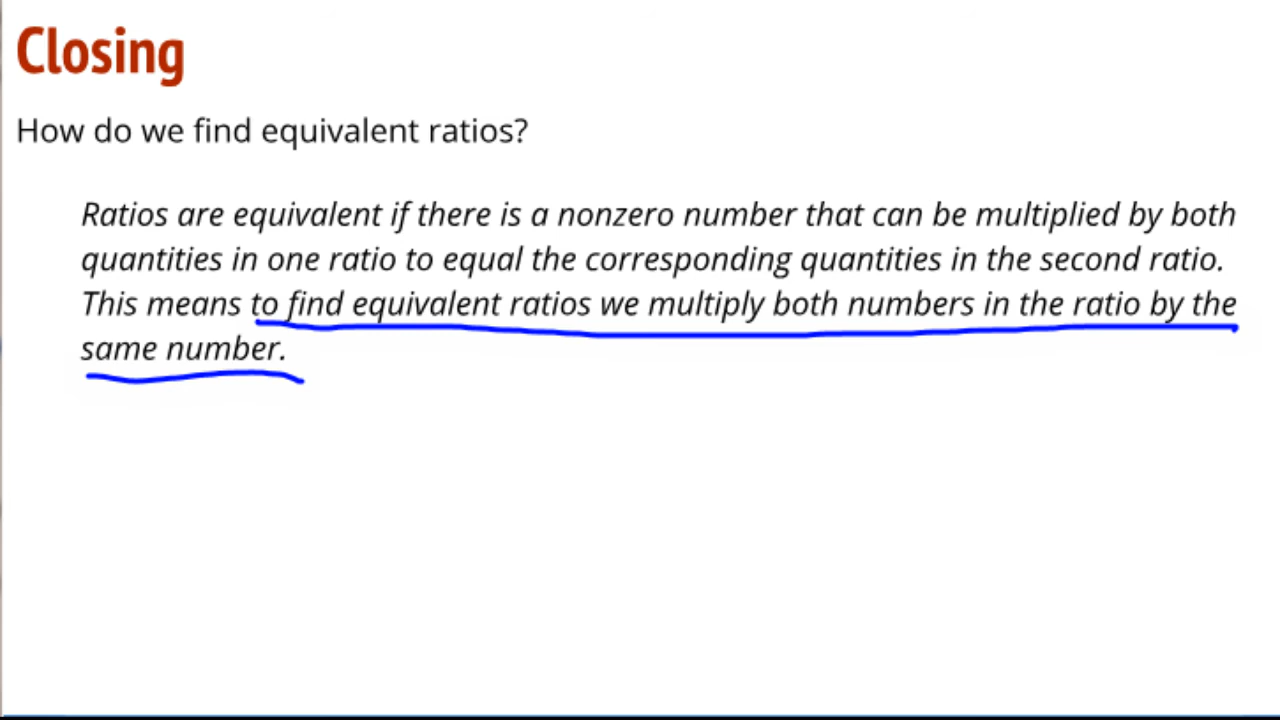 Closing
How do we find equivalent ratios?
Ratios are equivalent if there is a nonzero number that can be multiplied by both
quantities in one ratio to equal the corresponding quantities in the second ratio.
This means to find equivalent ratios we multiply both numbers in the ratio by the
same number.